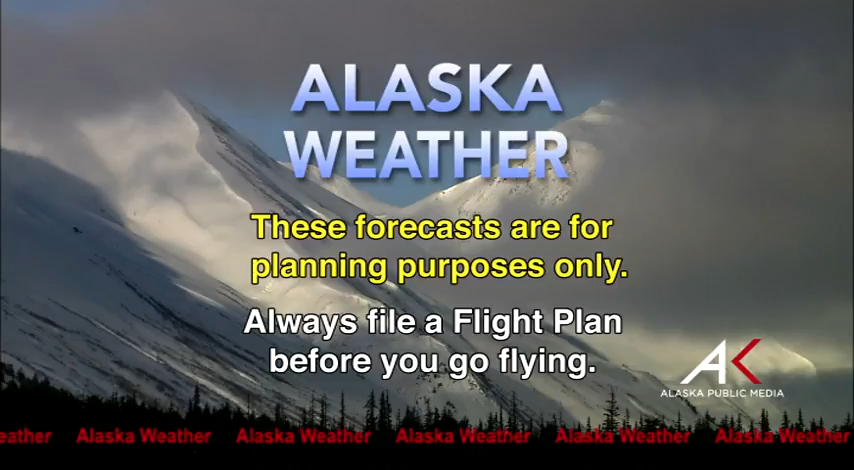 ALASKA
WEATHER
These forecasts are for
planning purposes only.
Always file a Flight Plan
before you go flying.
AK
ALASKA PUBLIC MEDIA
eather Alaska Weather Alaska Weather Alaska Weather Alaska Weather Alaska Weather